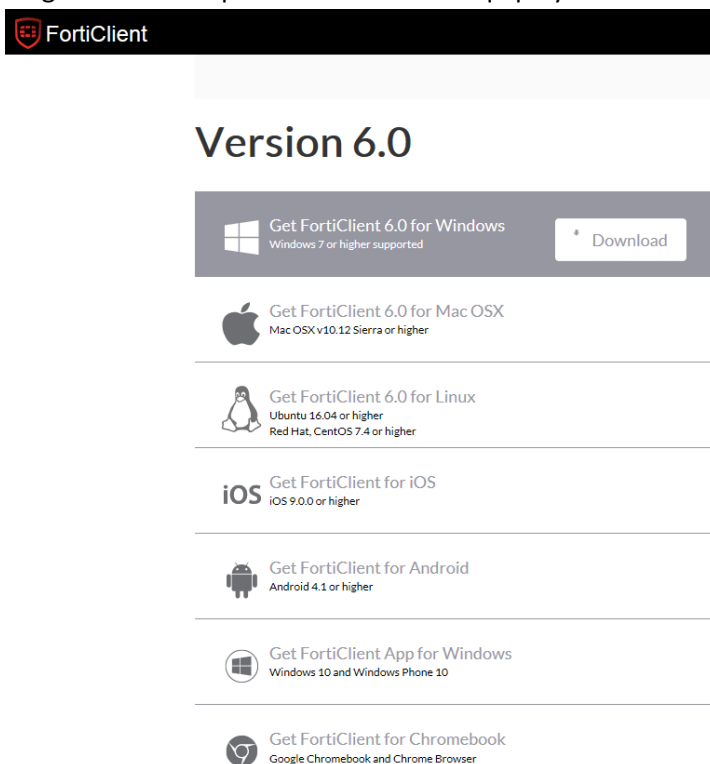 FortiClient
Version 6.0
Get FortiClient 6.0 for Windows
Windows 7 or higher supported
Download
Get FortiClient 6.0 for Mac OSX
Mac OSX v10.12 Sierra or higher
Get FortiClient 6.0 for Linux
Ubuntu 16.04 or higher
Red Hat, CentOS 7.4 or higher
iOS
Get FortiClient for iOS
iOS 9.0.0 or higher
Get FortiClient for Android
Android 4.1 or higher
Get FortiClient App for Windows
Windows 10 and Windows Phone 10
Get FortiClient for Chromebook
Google Chromebook and Chrome Browser